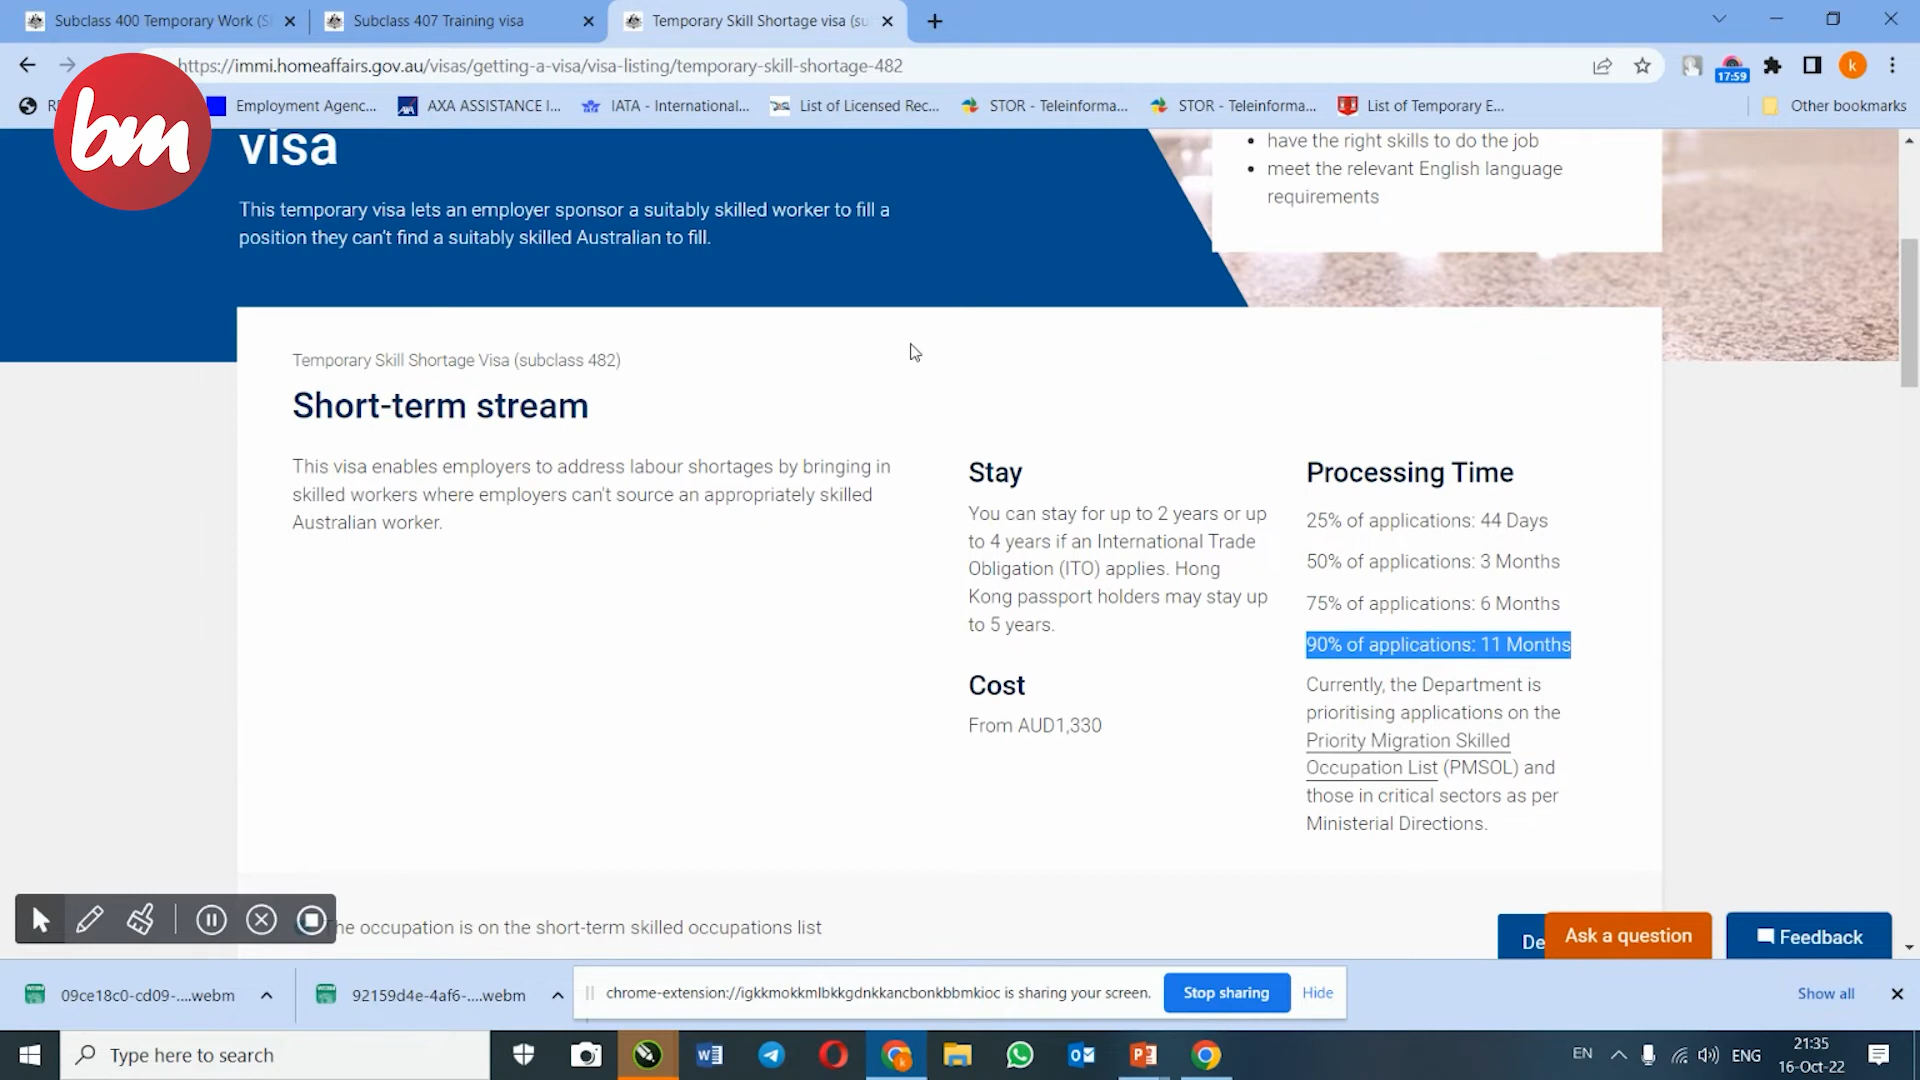 Subclass 400 Temporary Work (S
Subclass 407 Training visa
Temporary Skill Shortage visa (su
https://immi.homeaffairs.gov.au/visas/getting-a-visa/visa-listing/temporary-skill-shortage-482
17:59
k
Employment Agenc...
AXA ASSISTANCE I...
IATA - International...
List of Licensed Rec...
STOR - Teleinforma...
STOR - Teleinforma...
List of Temporary E...
Other bookmarks
bm
visa
This temporary visa lets an employer sponsor a suitably skilled worker to fill a
position they can't find a suitably skilled Australian to fill.
• have the right skills to do the job
• meet the relevant English language
requirements
Temporary Skill Shortage Visa (subclass 482)
Short-term stream
This visa enables employers to address labour shortages by bringing in
skilled workers where employers can't source an appropriately skilled
Australian worker.
Stay
You can stay for up to 2 years or up
to 4 years if an International Trade
Obligation (ITO) applies. Hong
Kong passport holders may stay up
to 5 years.
Cost
From AUD1,330
Processing Time
25% of applications: 44 Days
50% of applications: 3 Months
75% of applications: 6 Months
90% of applications: 11 Months
Currently, the Department is
prioritising applications on the
Priority Migration Skilled
Occupation List (PMSOL) and
those in critical sectors as per
Ministerial Directions.
he occupation is on the short-term skilled occupations list
De
Ask a question
Feedback
09ce18c0-cd09-....webm
92159d4e-4af6-....webm
chrome-extension://igkkmokkmlbkkgdnkkancbonkbbmkioc is sharing your screen.
Stop sharing
Hide
Show all
Type here to search
EN
ENG
21:35
16-Oct-22